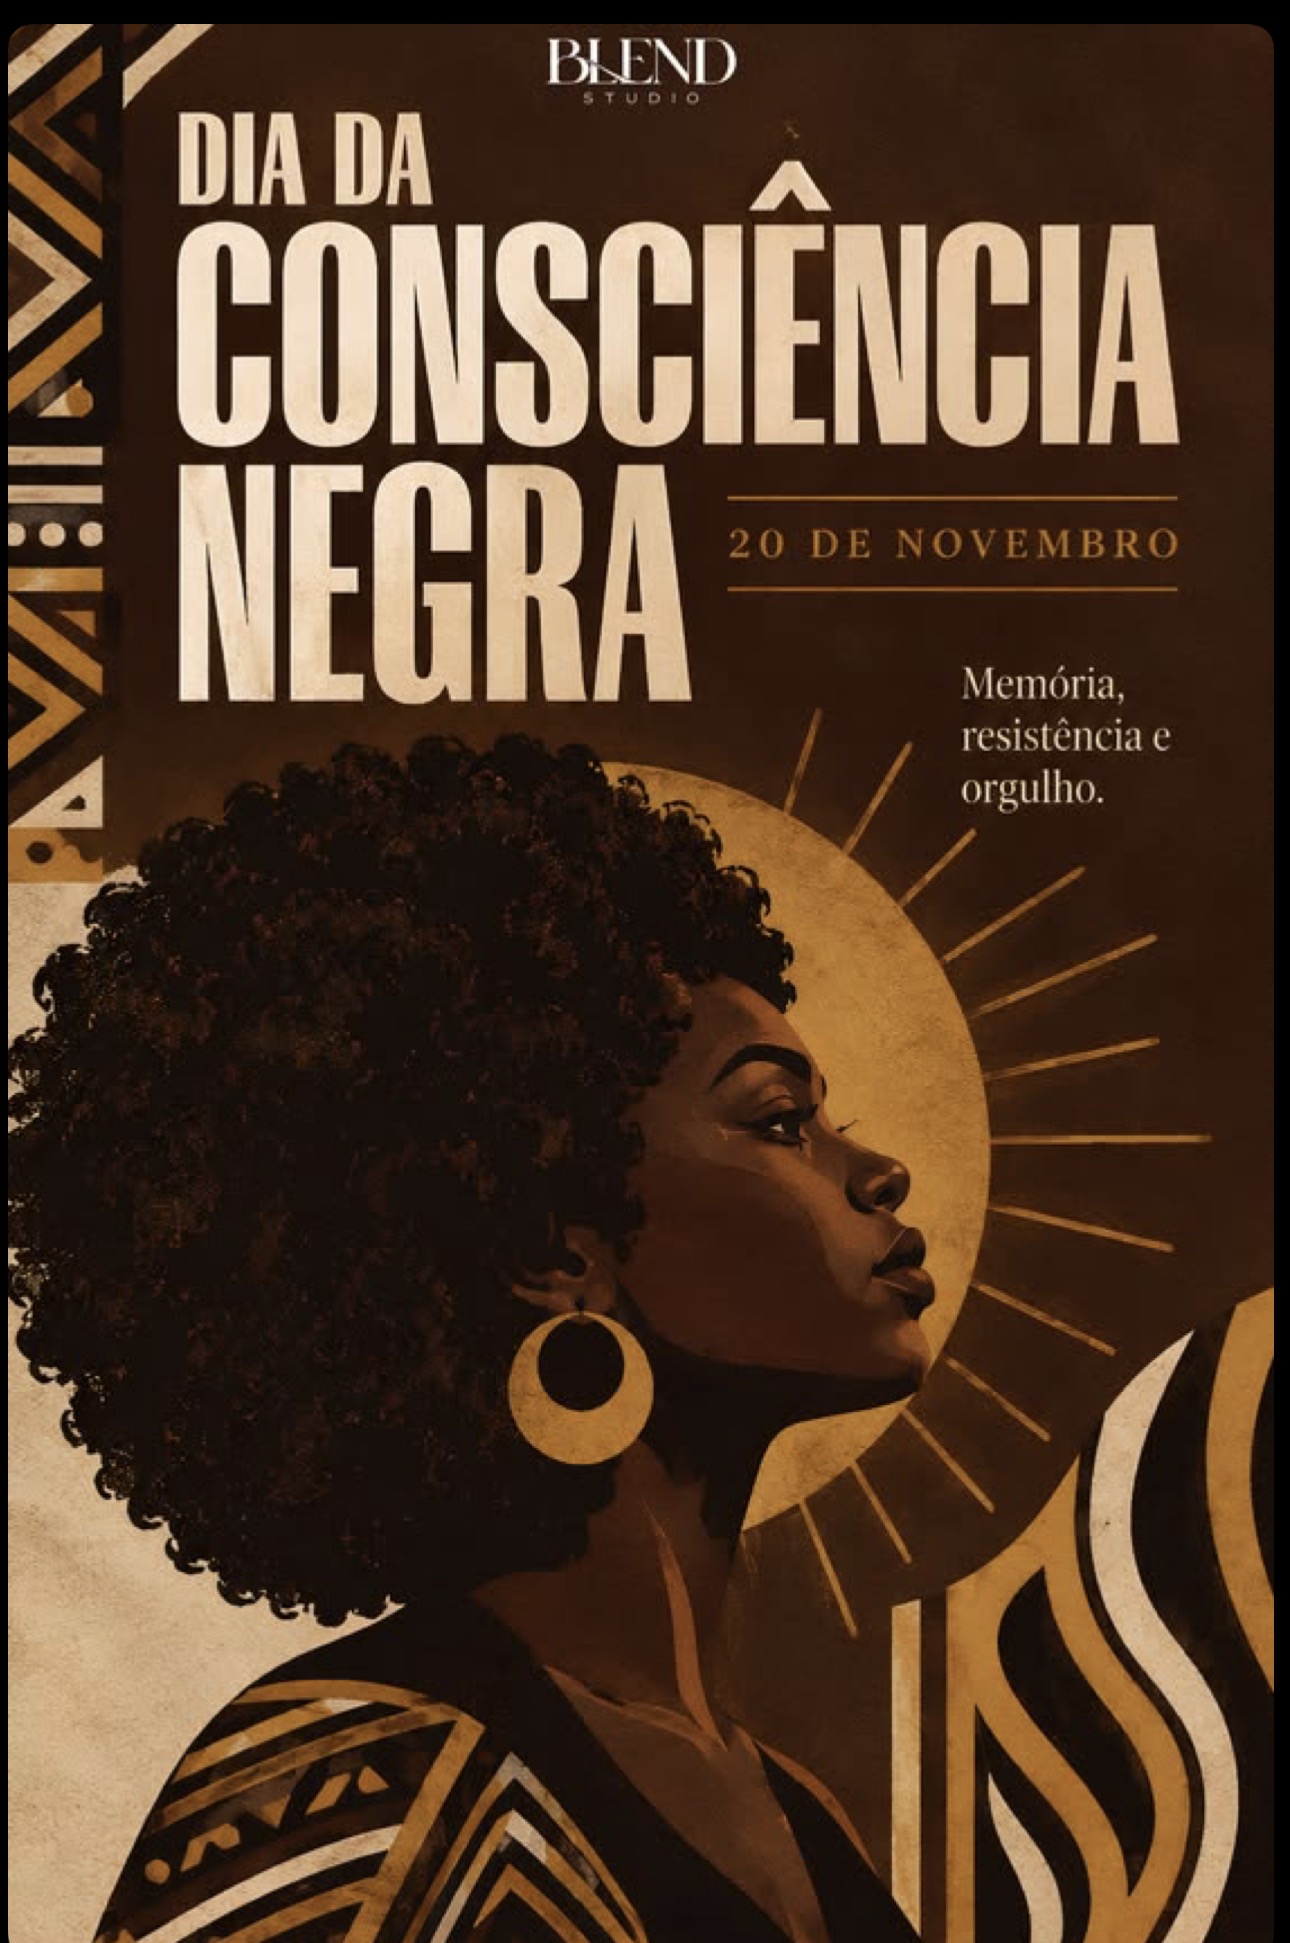 BLEND
STUDIO
DIA DA
CONSCIÊNCIA
NEGRA
20 DE NOVEMBRO
Memória,
resistência e
orgulho.